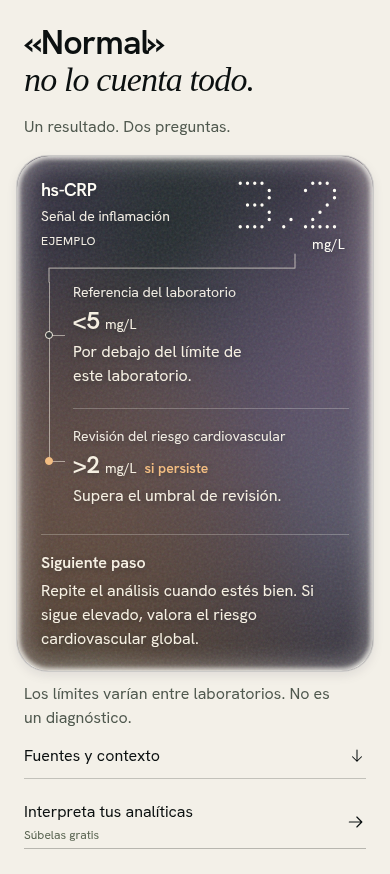 «Normal»
no lo cuenta todo.
Un resultado. Dos preguntas.
hs-CRP
Señal de inflamación
EJEMPLO
3.2
mg/L
Referencia del laboratorio
<5 mg/L
Por debajo del límite de
este laboratorio.
Revisión del riesgo cardiovascular
>2 mg/L si persiste
Supera el umbral de revisión.
Siguiente paso
Repite el análisis cuando estés bien. Si
sigue elevado, valora el riesgo
cardiovascular global.
Los límites varían entre laboratorios. No es
un diagnóstico.
Fuentes y contexto ↓
Interpreta tus analíticas →
Súbelas gratis